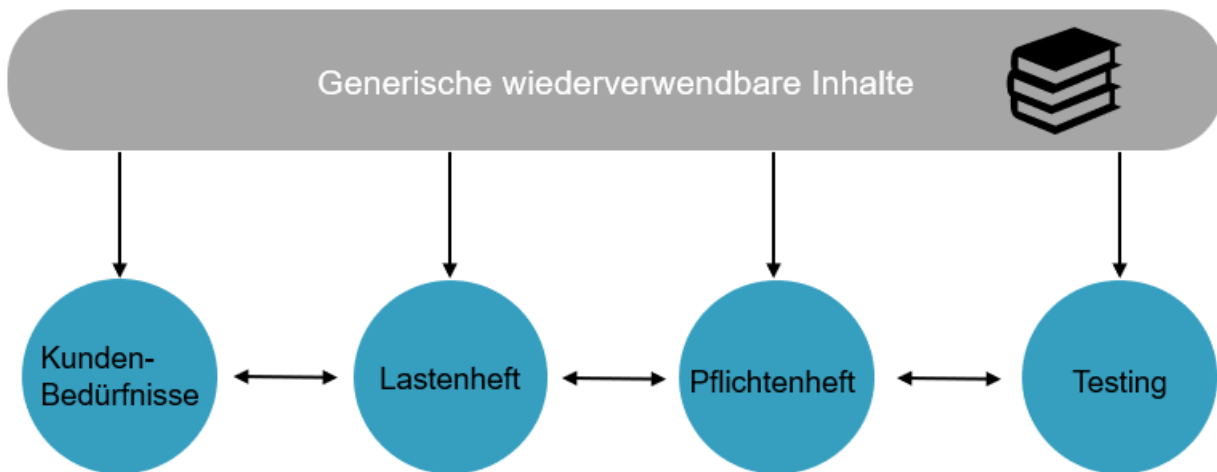 Generische wiederverwendbare Inhalte
Kunden-
Bedürfnisse
Lastenheft
Pflichtenheft
Testing